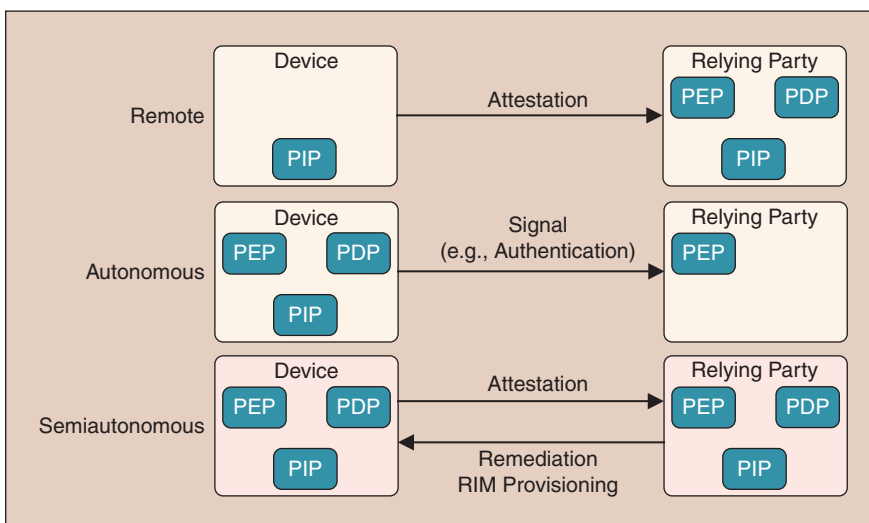 Device
Relying Party
Remote
Attestation
PEP
PDP
PIP
PIP
Device
Relying Party
Autonomous
PEP
PDP
Signal
(e.g., Authentication)
PEP
PIP
Device
Relying Party
Semiautonomous
PEP
PDP
Attestation
PEP
PDP
PIP
Remediation
RIM Provisioning
PIP